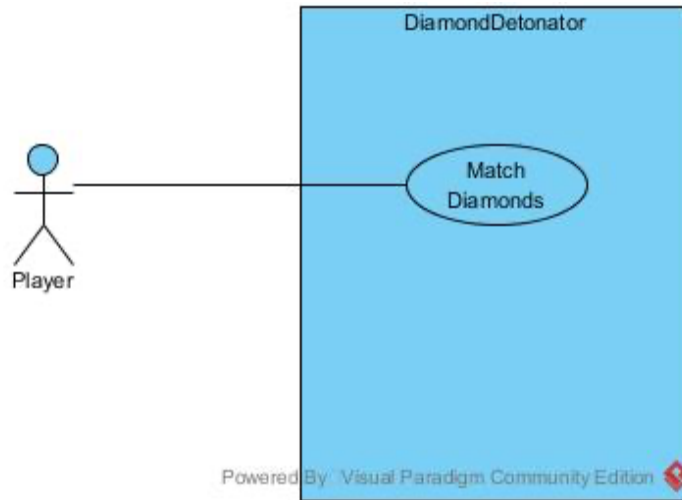 DiamondDetonator
Match
Diamonds
Player
Powered By Visual Paradigm Community Edition